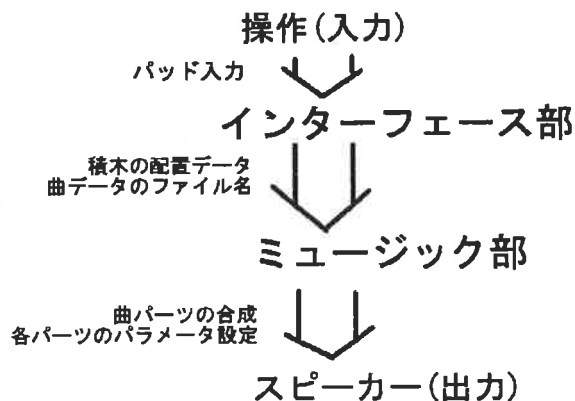 操作(入力)
パッド入力
インターフェース部
積木の配置データ
曲データのファイル名
ミュージック部
曲パーツの合成
各パーツのパラメータ設定
スピーカー(出力)